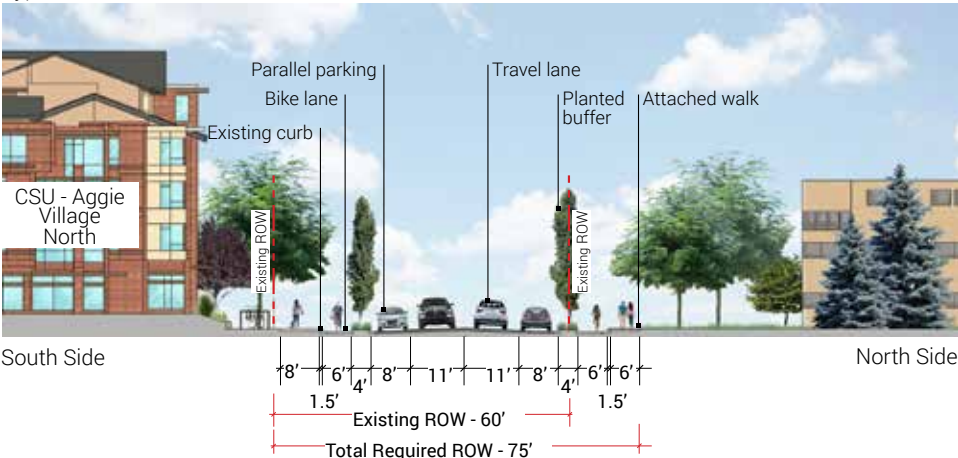 Parallel parking
Travel lane
Bike lane
Planted
buffer
Attached walk
Existing curb
CSU - Aggie
Village
North
Existing ROW
Existing ROW
South Side
North Side
8'
6'
8'
11'
11'
8'
6'
6'
4'
4'
1.5'
1.5'
Existing ROW - 60'
Total Required ROW - 75'